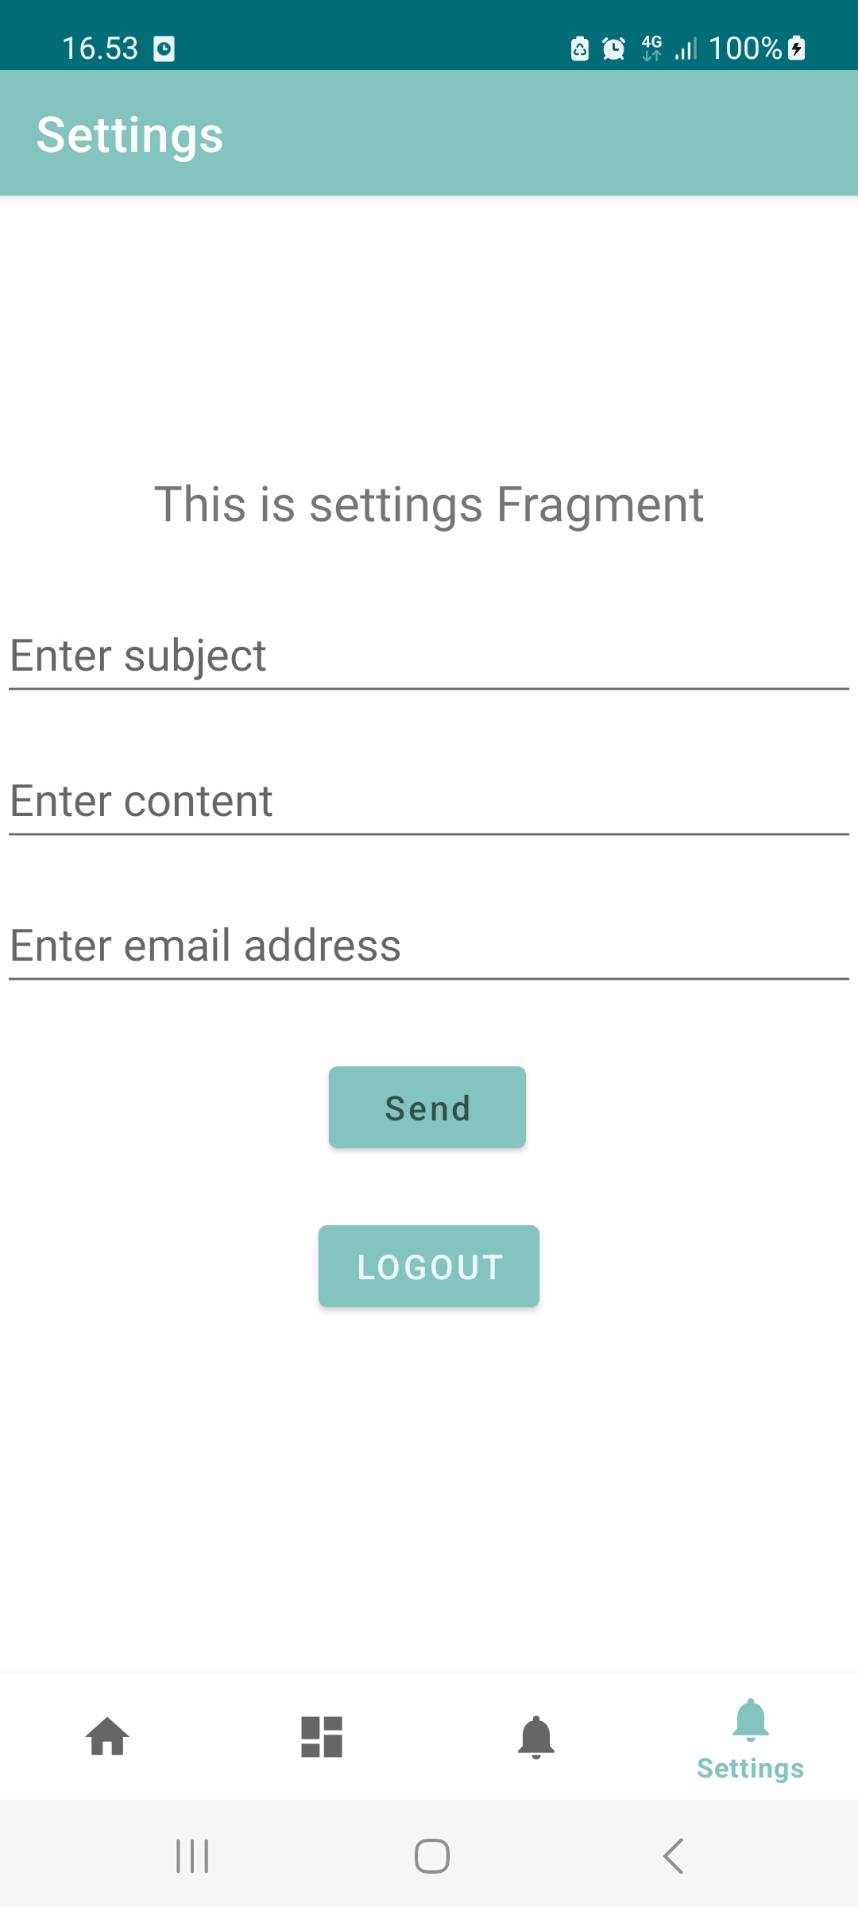 16.53
4G 100%
Settings
This is settings Fragment
Enter subject
Enter content
Enter email address
Send
LOGOUT
Settings